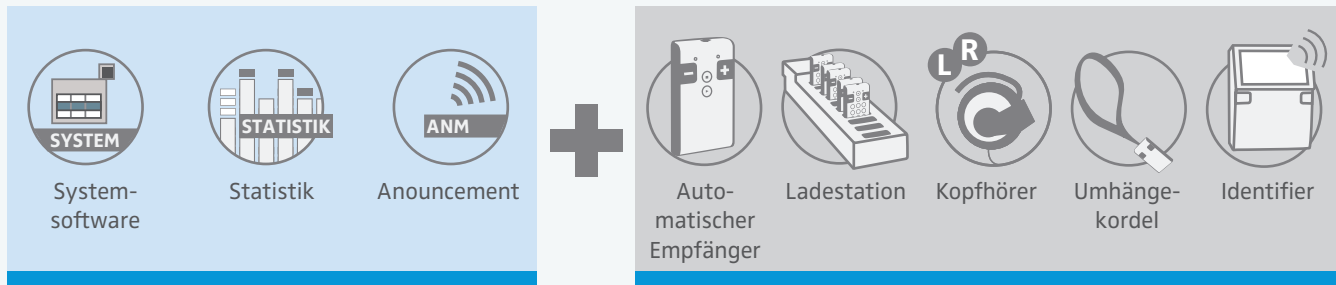 SYSTEM
System-
software
STATISTIK
Statistik
ANM
Anouncement
Auto-
matischer
Empfänger
Ladestation
L R
Kopfhörer
Umhänge-
kordel
Identifier